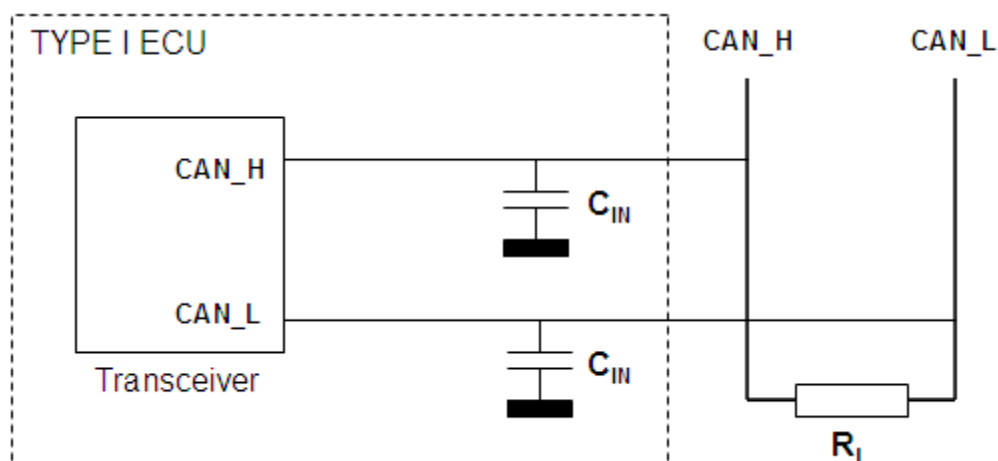 TYPE I ECU
CAN_H
CAN_L
CAN_H
C_IN
CAN_L
C_IN
Transceiver
R_L